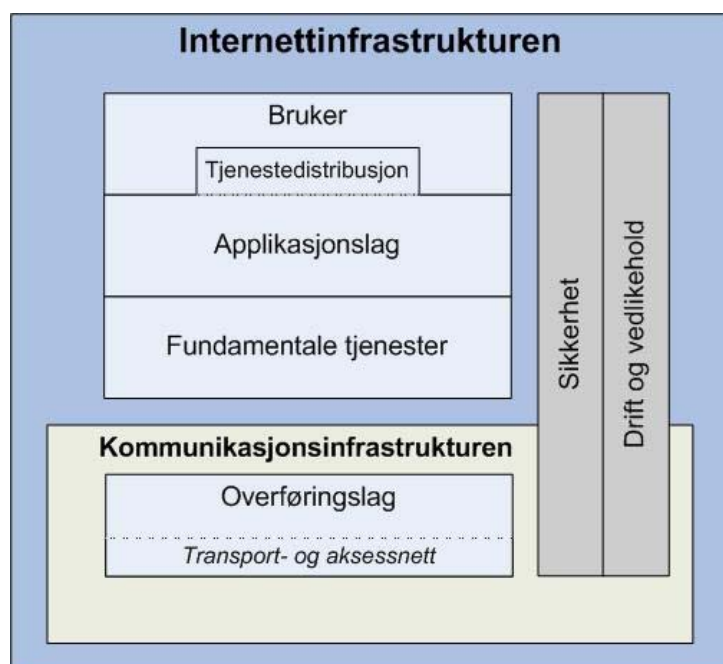 Internettinfrastrukturen
Bruker
Tjenestedistribusjon
Applikasjonslag
Fundamentale tjenester
Sikkerhet
Drift og vedlikehold
Kommunikasjonsinfrastrukturen
Overføringslag
Transport- og aksessnett